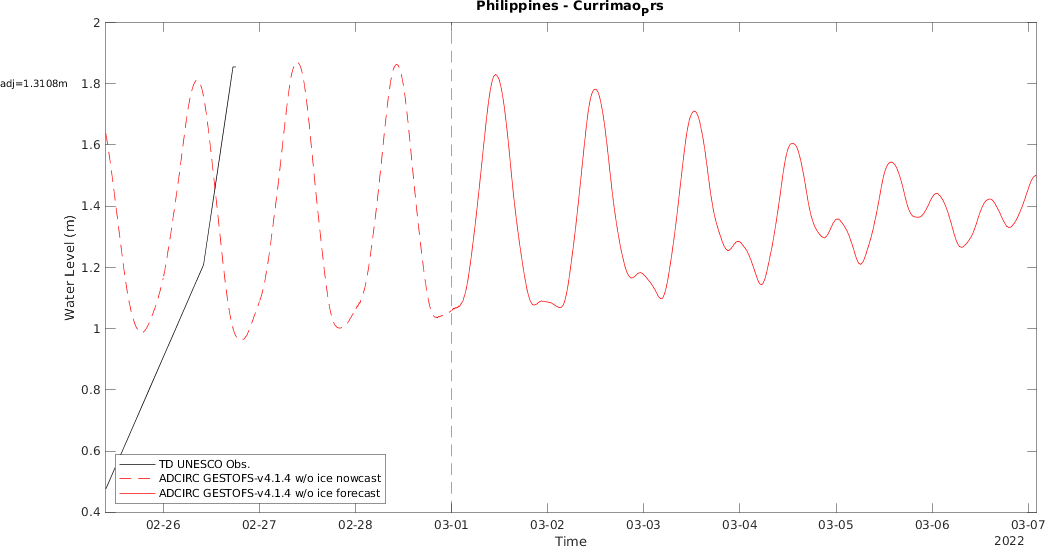 Philippines - Currimaoprs
adj=1.3108m
Water Level (m)
2
1.8
1.6
1.4
1.2
1
0.8
0.6
0.4
TD UNESCO Obs.
ADCIRC GESTOFS-v4.1.4 w/o ice nowcast
ADCIRC GESTOFS-v4.1.4 w/o ice forecast
02-26 02-27 02-28 03-01 03-02 03-03 03-04 03-05 03-06 03-07
Time
2022